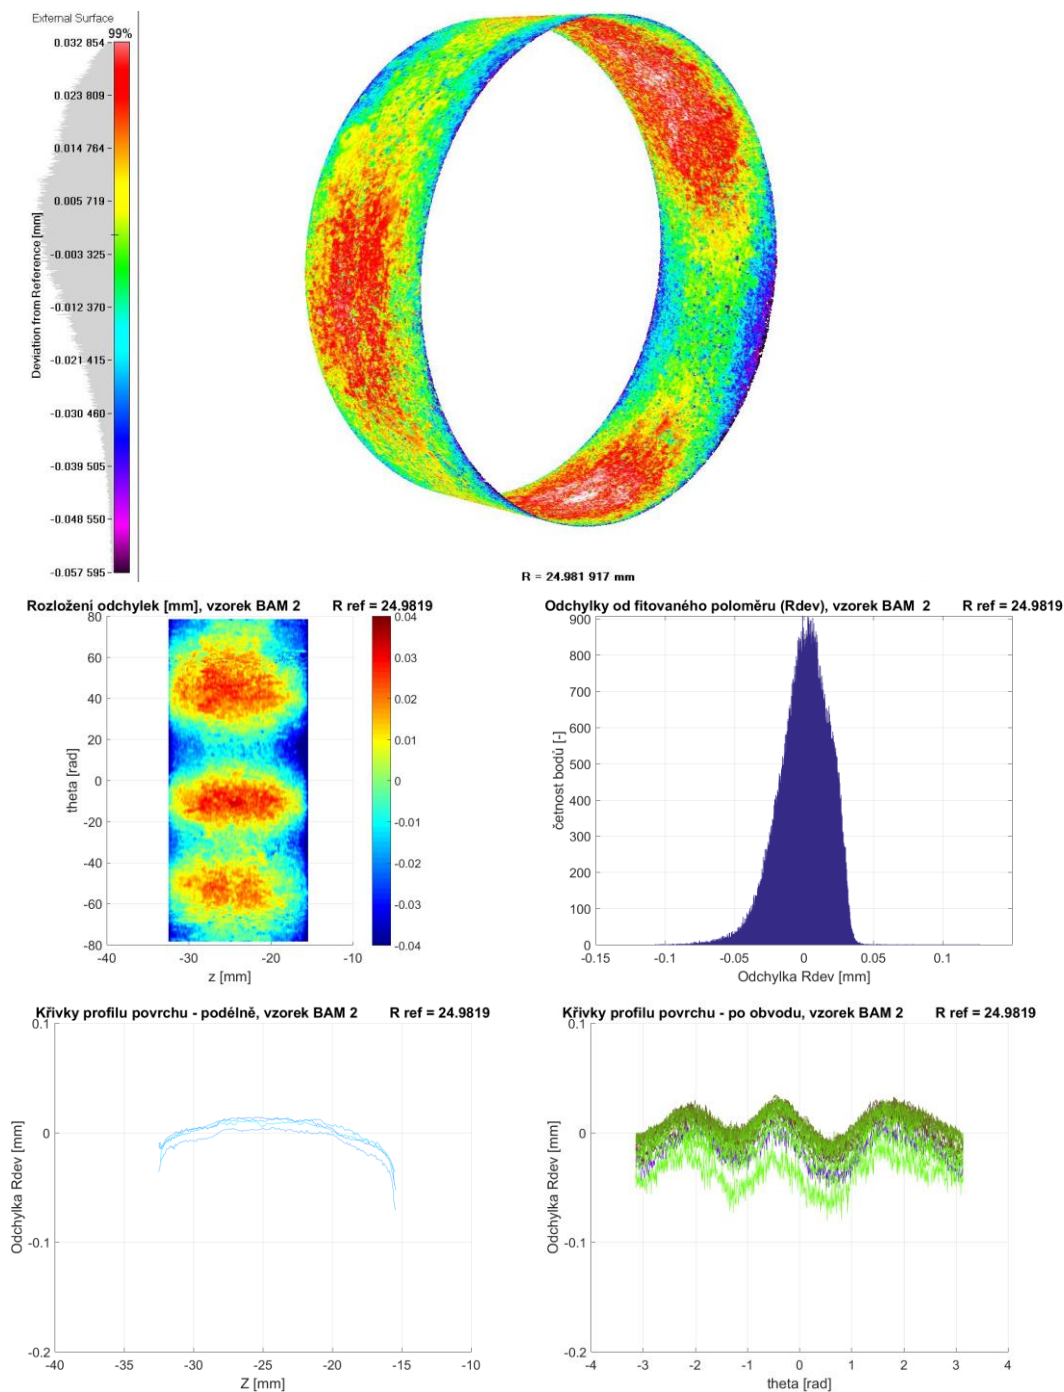 External Surface
99%
0.032 854
0.023 809
0.014 764
0.005 719
-0.003 325
-0.012 370
-0.021 415
-0.030 460
-0.039 505
-0.048 550
-0.057 595
Deviation from Reference [mm]
R = 24.981 917 mm
Rozložení odchylek [mm], vzorek BAM 2 R ref = 24.9819
80
60
40
20
0
-20
-40
-60
-80
theta [rad]
-40 -30 -20 -10
z [mm]
0.04
0.03
0.02
0.01
0
-0.01
-0.02
-0.03
-0.04
Odchylky od fitovaného poloměru (Rdev), vzorek BAM 2 R ref = 24.9819
900
800
700
600
500
400
300
200
100
0
četnost bodů [-]
-0.15 -0.1 -0.05 0 0.05 0.1
Odchylka Rdev [mm]
Křivky profilu povrchu - podélně, vzorek BAM 2 R ref = 24.9819
0.1
0
-0.1
-0.2
Odchylka Rdev [mm]
-40 -35 -30 -25 -20 -15 -10
Z [mm]
Křivky profilu povrchu - po obvodu, vzorek BAM 2 R ref = 24.9819
0.1
0
-0.1
-0.2
Odchylka Rdev [mm]
-4 -3 -2 -1 0 1 2 3 4
theta [rad]